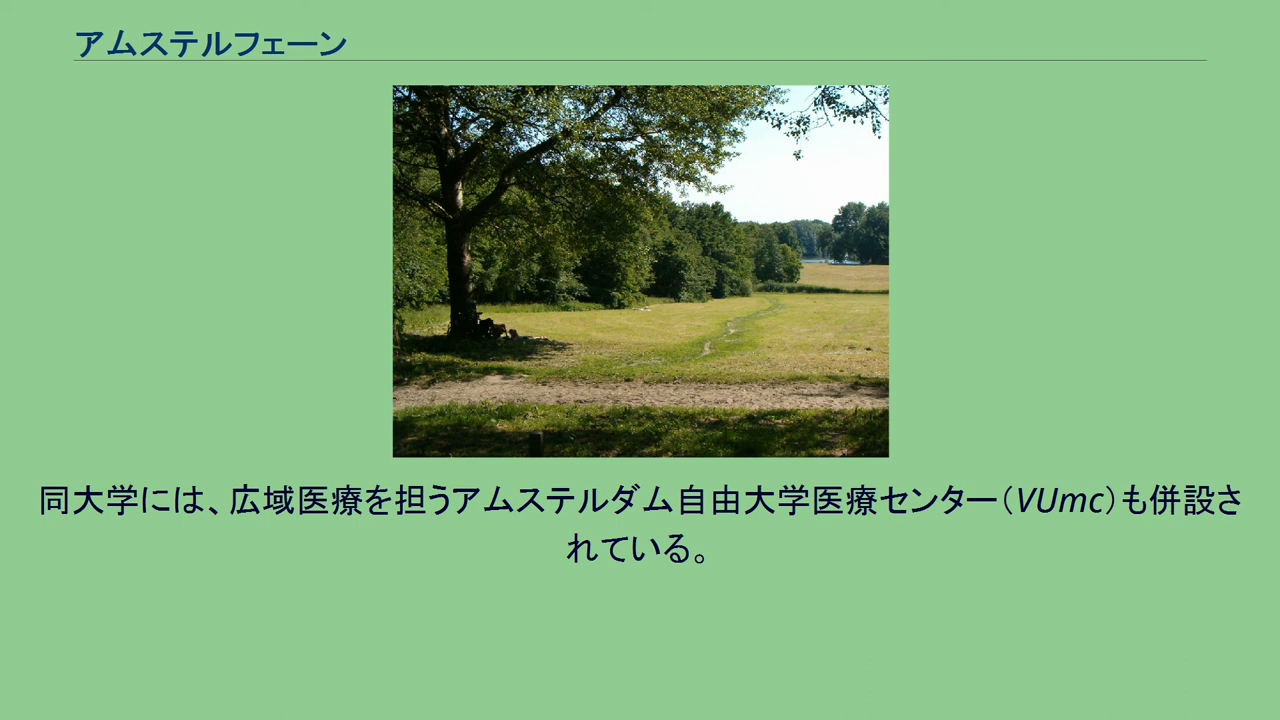 アムステルフェーン
同大学には、広域医療を担うアムステルダム自由大学医療センター（VUmc）も併設さ
れている。